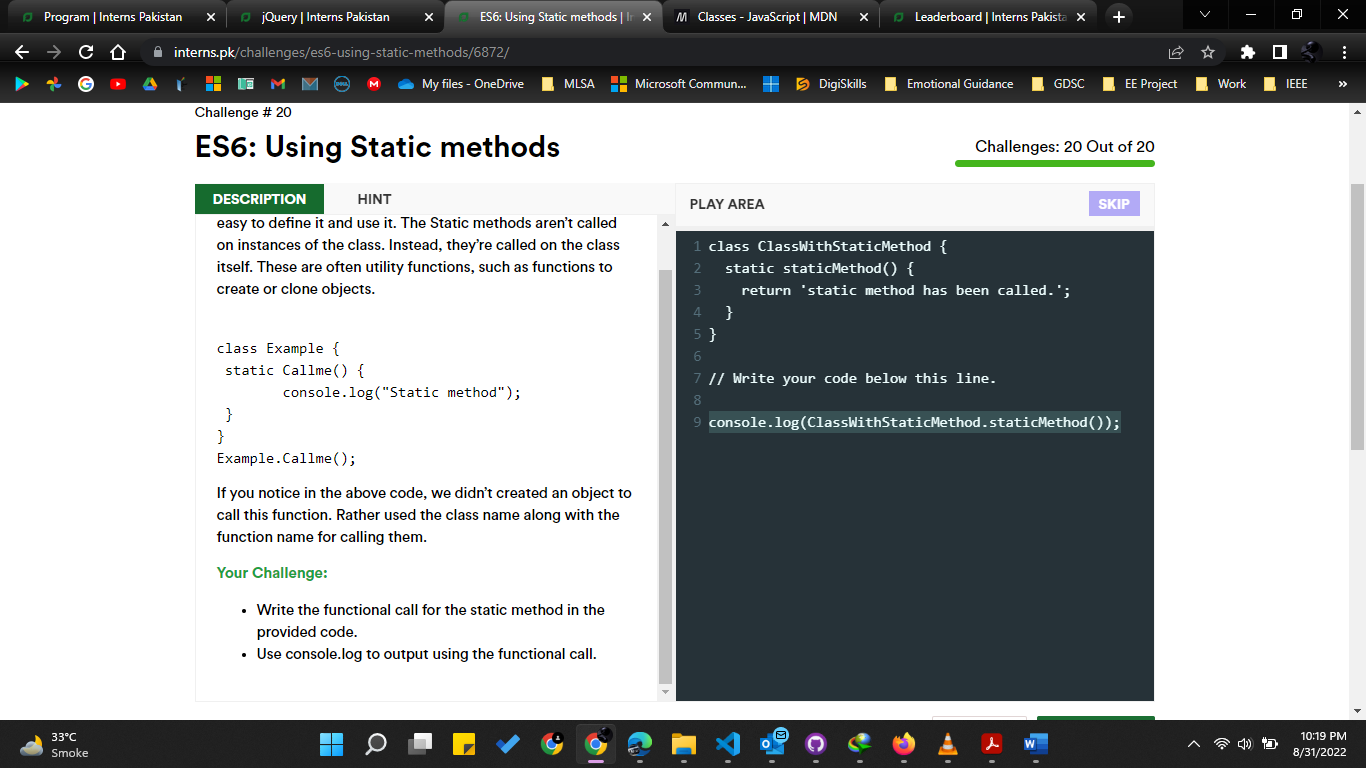 Program | Interns Pakistan
jQuery | Interns Pakistan
ES6: Using Static methods | In
Classes - JavaScript | MDN
Leaderboard | Interns Pakista
interns.pk/challenges/es6-using-static-methods/6872/
My files - OneDrive
MLSA
Microsoft Commun...
DigiSkills
Emotional Guidance
GDSC
EE Project
Work
IEEE
»
Challenge # 20
ES6: Using Static methods
Challenges: 20 Out of 20
DESCRIPTION
HINT
easy to define it and use it. The Static methods aren’t called
on instances of the class. Instead, they’re called on the class
itself. These are often utility functions, such as functions to
create or clone objects.
class Example {
static Callme() {
console.log("Static method");
}
}
Example.Callme();
If you notice in the above code, we didn’t created an object to
call this function. Rather used the class name along with the
function name for calling them.
Your Challenge:
• Write the functional call for the static method in the
provided code.
• Use console.log to output using the functional call.
PLAY AREA
SKIP
1 class ClassWithStaticMethod {
2 static staticMethod() {
3 return 'static method has been called.';
4 }
5 }
6
7 // Write your code below this line.
8
9 console.log(ClassWithStaticMethod.staticMethod());
33°C
Smoke
10:19 PM
8/31/2022